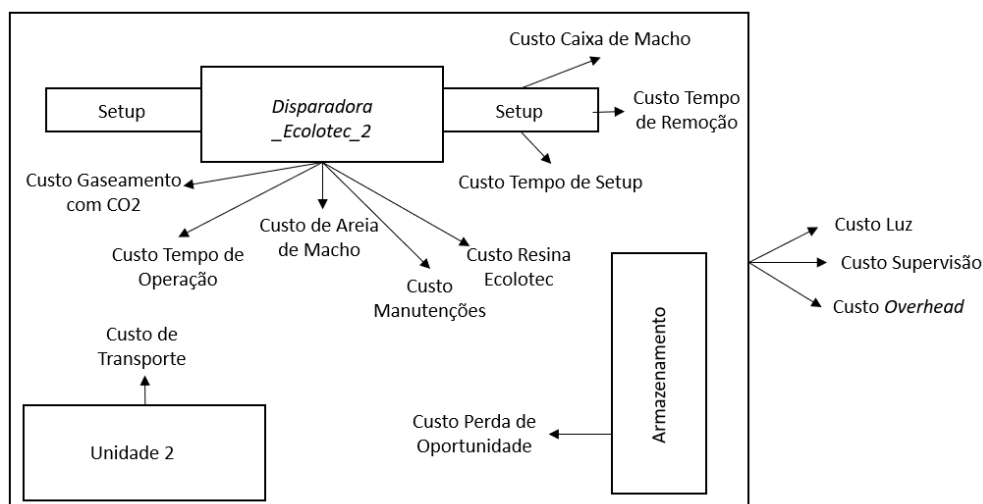 Custo Caixa de Macho
Setup
Disparadora
_Ecolotec_2
Setup
Custo Tempo
de Remoção
Custo Gaseamento
com CO2
Custo Tempo de Setup
Custo de Areia
de Macho
Custo Tempo de
Operação
Custo Resina
Ecolotec
Custo
Manutenções
Custo Luz
Custo Supervisão
Custo Overhead
Custo de
Transporte
Armazenamento
Custo Perda de
Oportunidade
Unidade 2